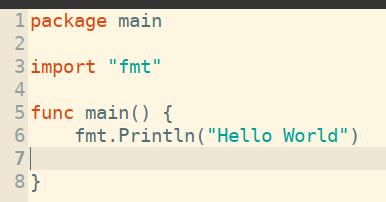 1 package main
2
3 import "fmt"
4
5 func main() {
6     fmt.Println("Hello World")
7
8 }